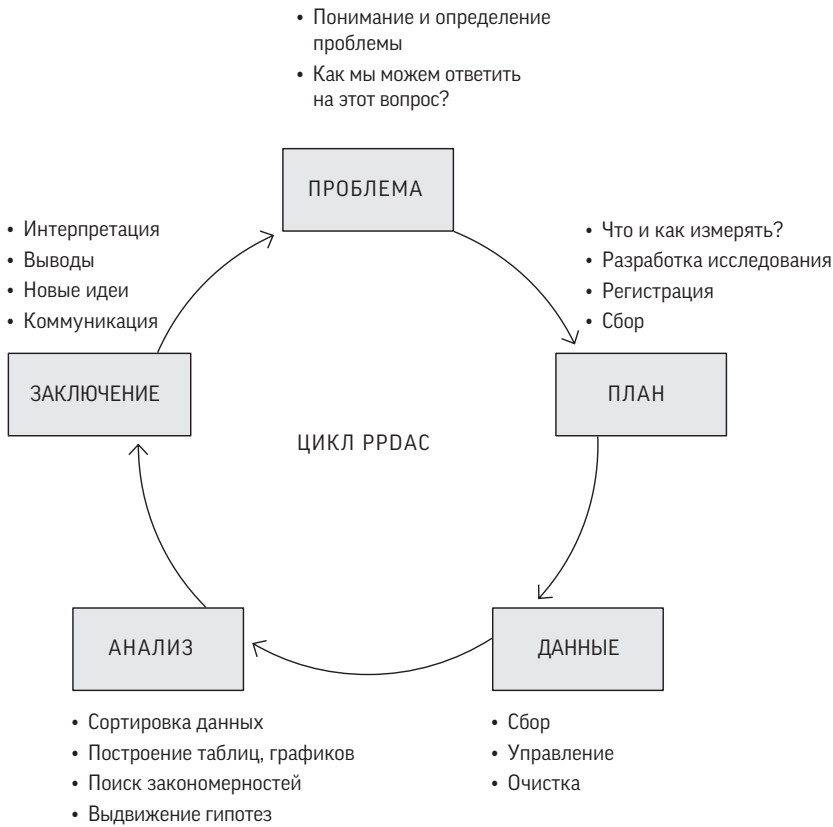 • Понимание и определение
проблемы
• Как мы можем ответить
на этот вопрос?
ПРОБЛЕМА
• Что и как измерять?
• Разработка исследования
• Регистрация
• Сбор
ПЛАН
ЦИКЛ PPDAC
ДАННЫЕ
• Сбор
• Управление
• Очистка
АНАЛИЗ
• Сортировка данных
• Построение таблиц, графиков
• Поиск закономерностей
• Выдвижение гипотез
• Интерпретация
• Выводы
• Новые идеи
• Коммуникация
ЗАКЛЮЧЕНИЕ